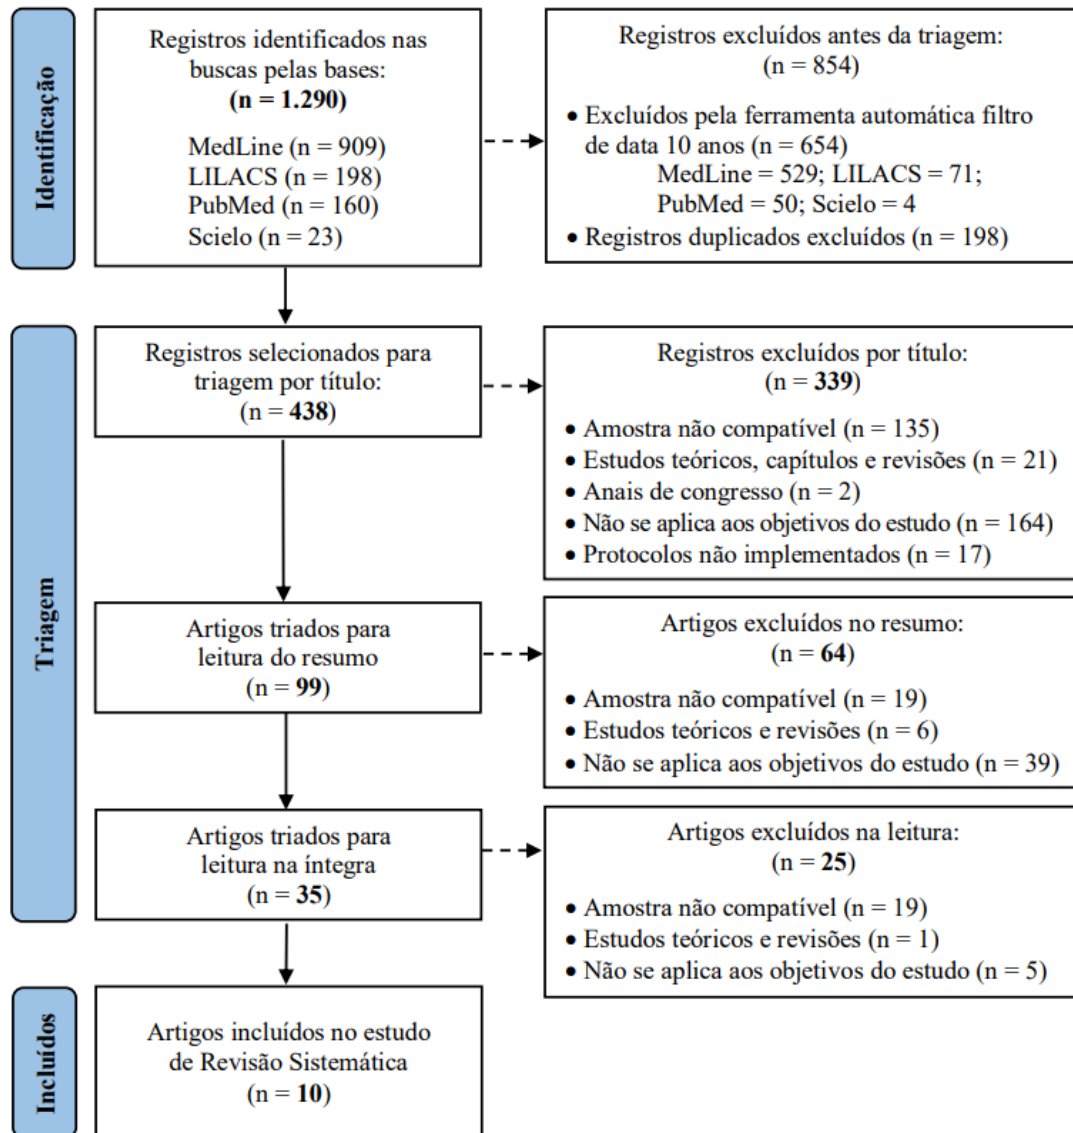 Identificação
Registros identificados nas
buscas pelas bases:
(n = 1.290)
MedLine (n = 909)
LILACS (n = 198)
PubMed (n = 160)
Scielo (n = 23)
Registros excluídos antes da triagem:
(n = 854)
• Excluídos pela ferramenta automática filtro
de data 10 anos (n = 654)
MedLine = 529; LILACS = 71;
PubMed = 50; Scielo = 4
• Registros duplicados excluídos (n = 198)
Triagem
Registros selecionados para
triagem por título:
(n = 438)
Registros excluídos por título:
(n = 339)
• Amostra não compatível (n = 135)
• Estudos teóricos, capítulos e revisões (n = 21)
• Anais de congresso (n = 2)
• Não se aplica aos objetivos do estudo (n = 164)
• Protocolos não implementados (n = 17)
Artigos triados para
leitura do resumo
(n = 99)
Artigos excluídos no resumo:
(n = 64)
• Amostra não compatível (n = 19)
• Estudos teóricos e revisões (n = 6)
• Não se aplica aos objetivos do estudo (n = 39)
Artigos triados para
leitura na íntegra
(n = 35)
Artigos excluídos na leitura:
(n = 25)
• Amostra não compatível (n = 19)
• Estudos teóricos e revisões (n = 1)
• Não se aplica aos objetivos do estudo (n = 5)
Incluídos
Artigos incluídos no estudo
de Revisão Sistemática
(n = 10)